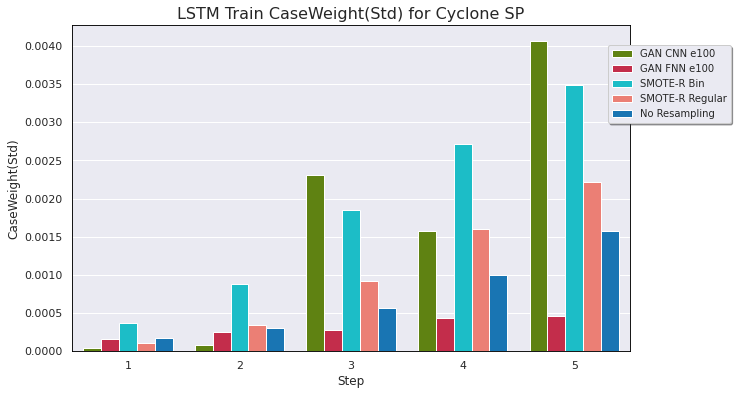 LSTM Train CaseWeight(Std) for Cyclone SP
0.0040
0.0035
0.0030
0.0025
0.0020
0.0015
0.0010
0.0005
0.0000
CaseWeight(Std)
1 2 3 4 5
Step
GAN CNN e100
GAN FNN e100
SMOTE-R Bin
SMOTE-R Regular
No Resampling